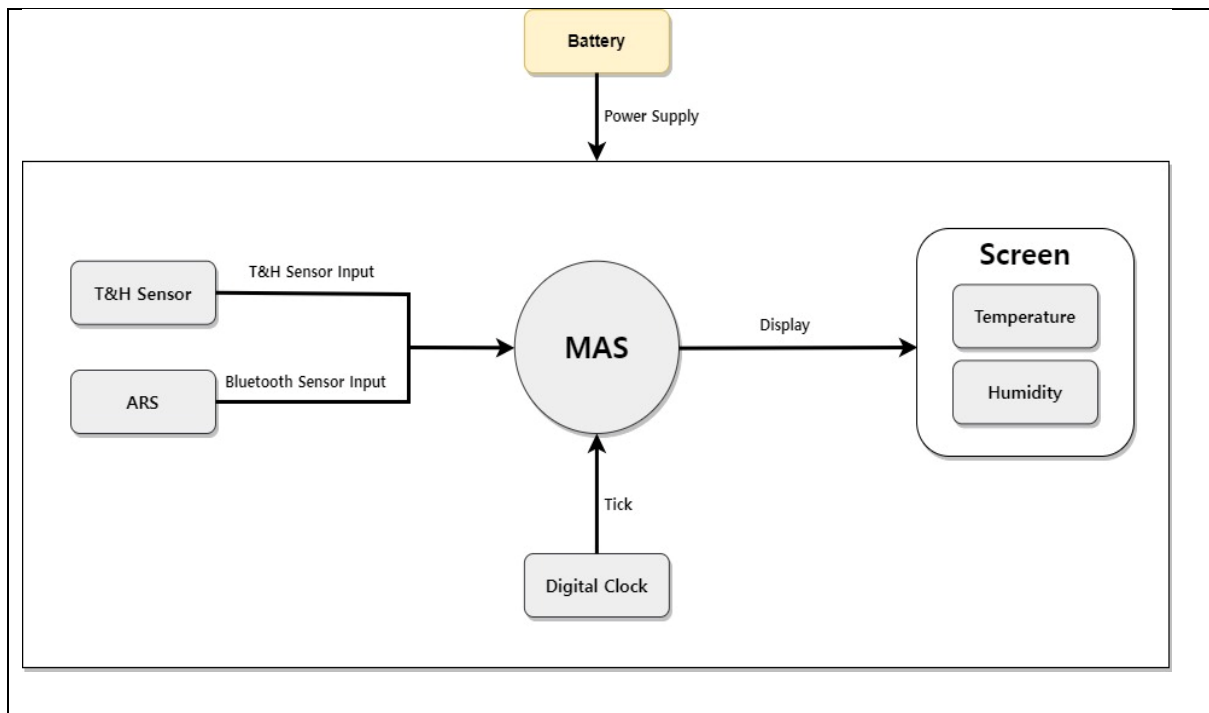 Battery
Power Supply
T&H Sensor
T&H Sensor Input
ARS
Bluetooth Sensor Input
MAS
Display
Screen
Temperature
Humidity
Tick
Digital Clock